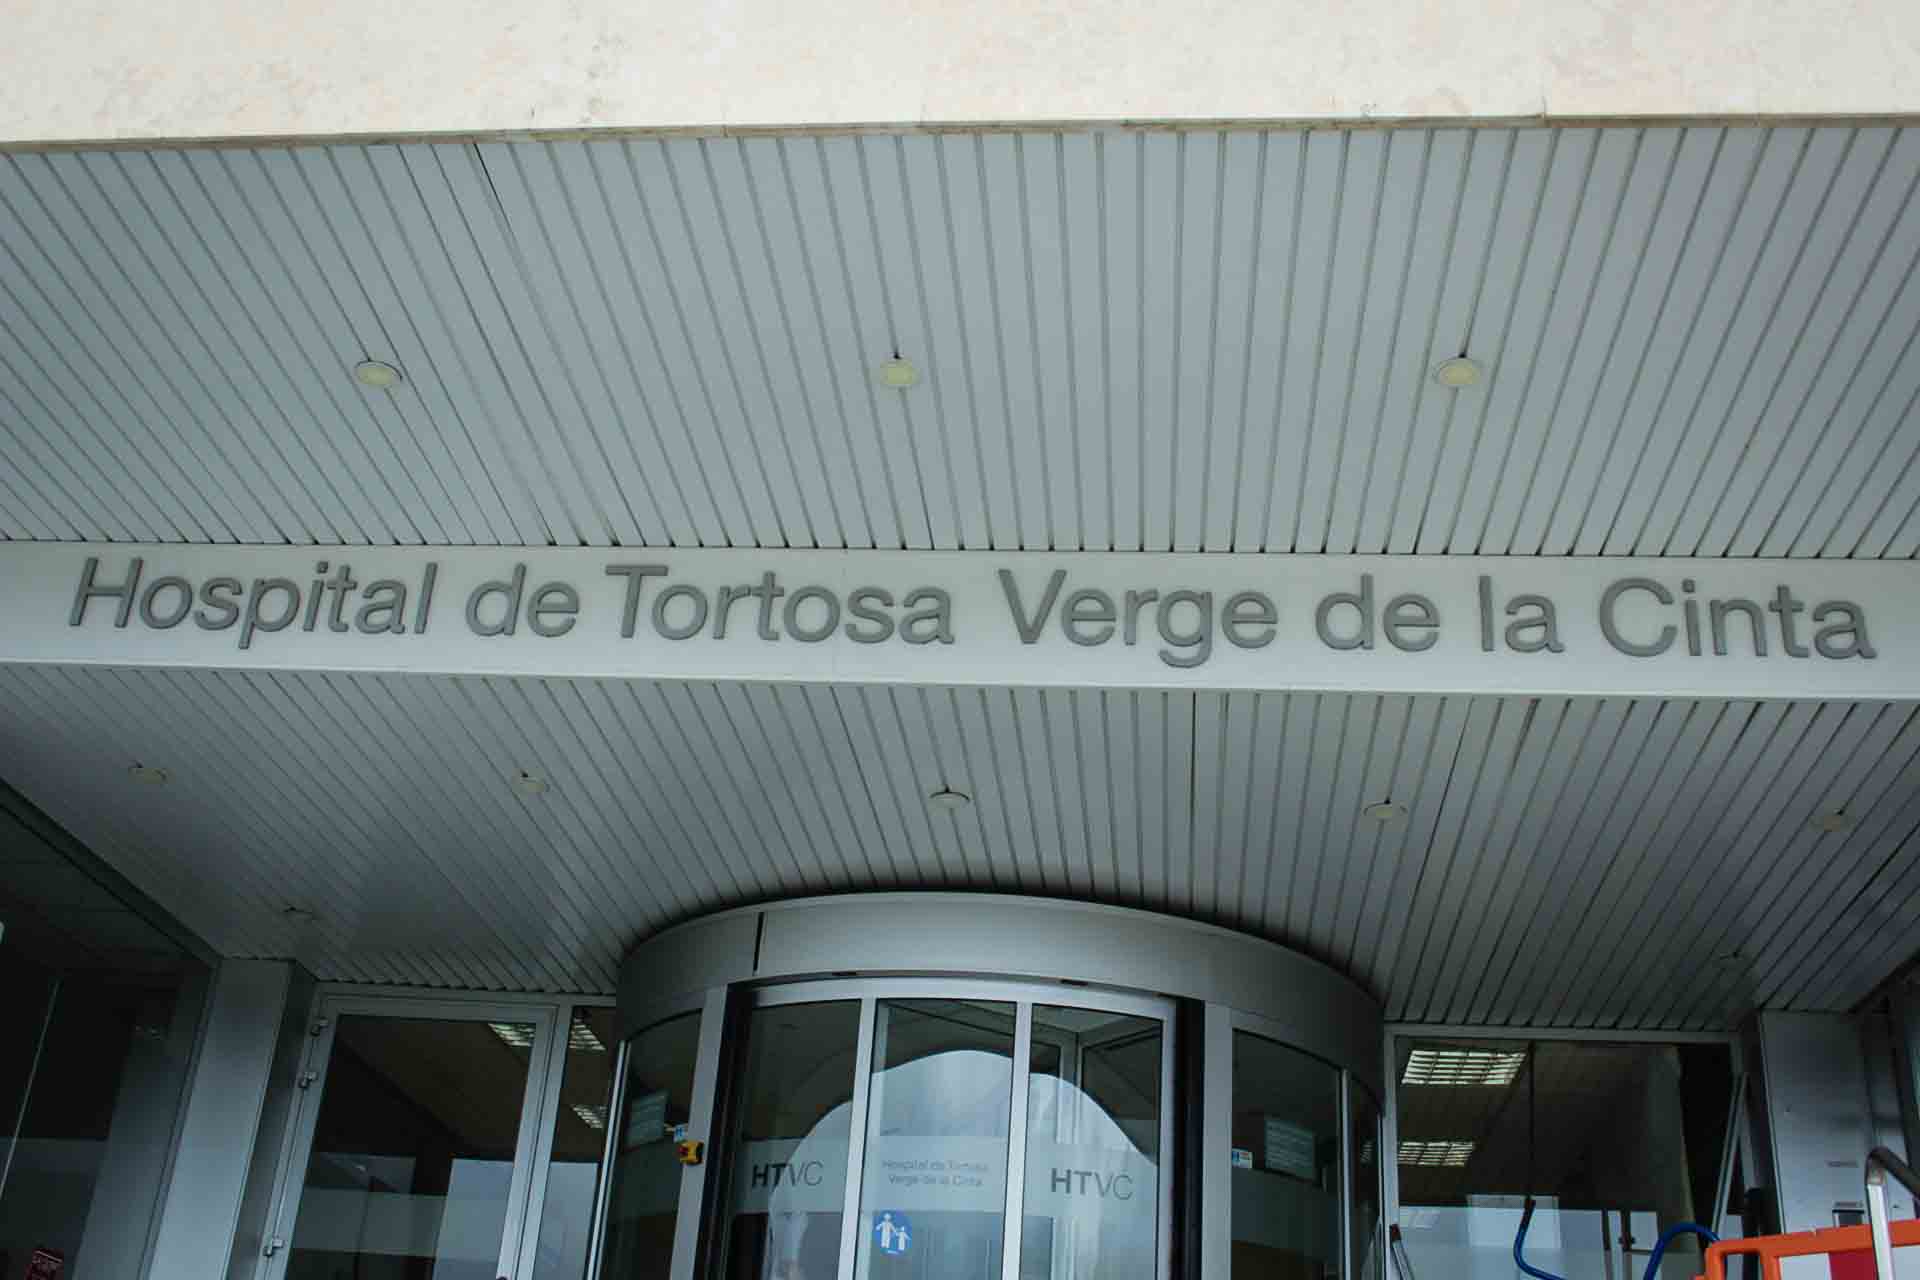 Hospital de Tortosa Verge de la Cinta
HTVC
Hospital de Tortosa
Verge de la Cinta
HTVC